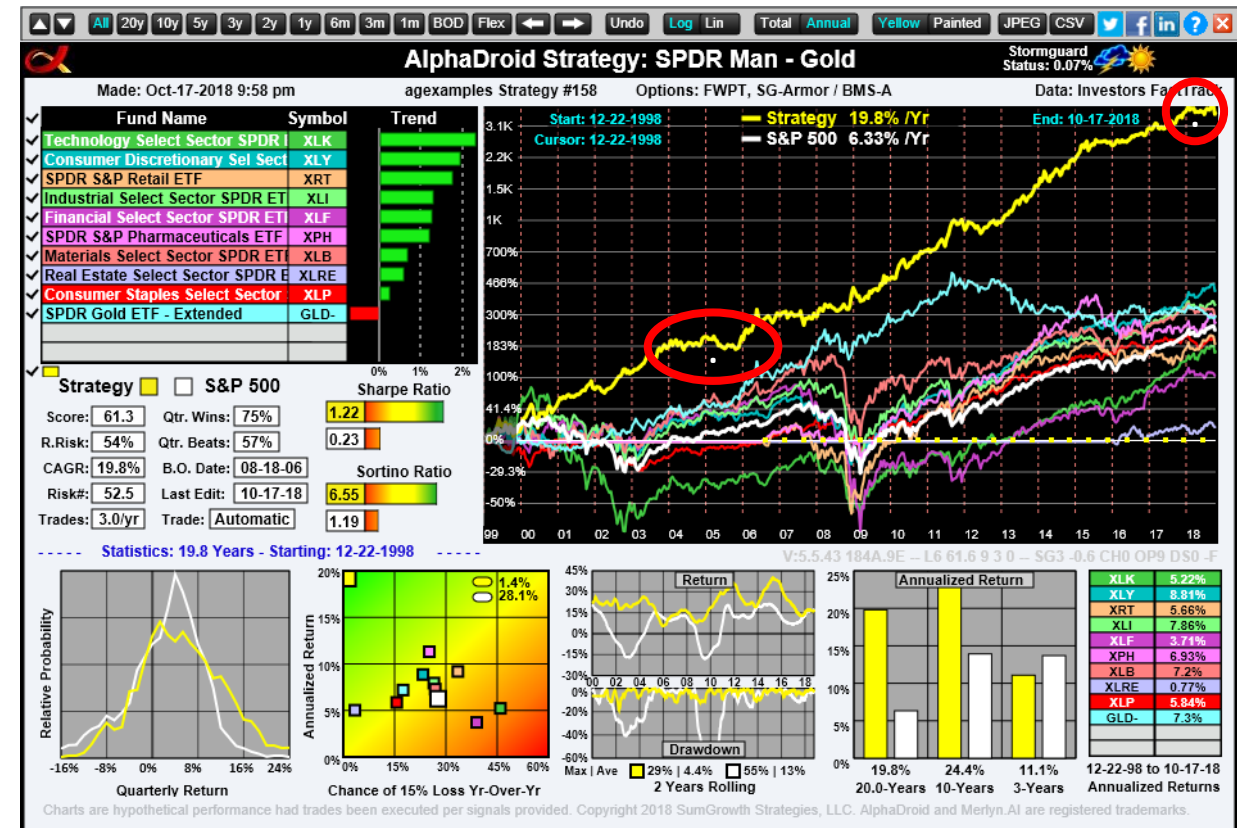 All 20y 10y 5y 3y 2y 1y 6m 3m 1m BOD Flex Undo Log Lin Total Annual Yellow Painted JPEG CSV ?
AlphaDroid Strategy: SPDR Man - Gold
Stormguard
Status: 0.07%
Made: Oct-17-2018 9:58 pm agexamples Strategy #158 Options: FWPT, SG-Armor / BMS-A Data: Investors FastTrack
Fund Name Symbol Trend
Technology Select Sector SPDR XLK
Consumer Discretionary Sel Sect XLY
SPDR S&P Retail ETF XRT
Industrial Select Sector SPDR ET XLI
Financial Select Sector SPDR ET XLF
SPDR S&P Pharmaceuticals ETF XPH
Materials Select Sector SPDR ET XLB
Real Estate Select Sector SPDR E XLRE
Consumer Staples Select Sector XLP
SPDR Gold ETF - Extended GLD-
0% 1% 2%
Start: 12-22-1998
Cursor: 12-22-1998
Strategy 19.8% /Yr
S&P 500 6.33% /Yr
End: 10-17-2018
3.1K
2.2K
1.5K
1K
700%
466%
300%
183%
100%
41.4%
0%
-29.3%
-50%
99 00 01 02 03 04 05 06 07 08 09 10 11 12 13 14 15 16 17 18
Strategy S&P 500
Score: 61.3 Qtr. Wins: 75%
R.Risk: 54% Qtr. Beats: 57%
CAGR: 19.8% B.O. Date: 08-18-06
Risk#: 52.5 Last Edit: 10-17-18
Trades: 3.0/yr Trade: Automatic
Sharpe Ratio
1.22
0.23
Sortino Ratio
6.55
1.19
----- Statistics: 19.8 Years - Starting: 12-22-1998 -----
V:5.5.43 184A.9E -- L6 61.6 9 3 0 -- SG3 -0.6 CH0 OP9 DS0 -F
Relative Probability
-16% -8% 0% 8% 16% 24%
Quarterly Return
Annualized Return
20%
15%
10%
5%
0%
1.4%
28.1%
0% 15% 30% 45% 60%
Chance of 15% Loss Yr-Over-Yr
Return
45%
30%
15%
0%
-15%
-30%
00 02 04 06 08 10 12 14 16 18
0%
-20%
-40%
-60%
Drawdown
Max | Ave 29% | 4.4% 55% | 13%
2 Years Rolling
Annualized Return
25%
20%
15%
10%
5%
0%
19.8% 24.4% 11.1%
20.0-Years 10-Years 3-Years
XLK 5.22%
XLY 8.81%
XRT 5.66%
XLI 7.86%
XLF 3.71%
XPH 6.93%
XLB 7.2%
XLRE 0.77%
XLP 5.84%
GLD- 7.3%
12-22-98 to 10-17-18
Annualized Returns
Charts are hypothetical performance had trades been executed per signals provided. Copyright 2018 SumGrowth Strategies, LLC. AlphaDroid and Merlyn.AI are registered trademarks.